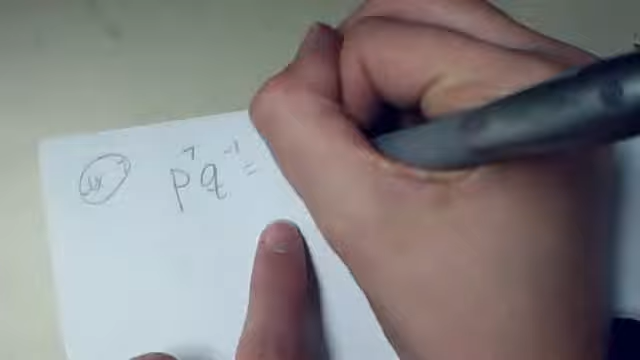 p⁷q⁻¹ =